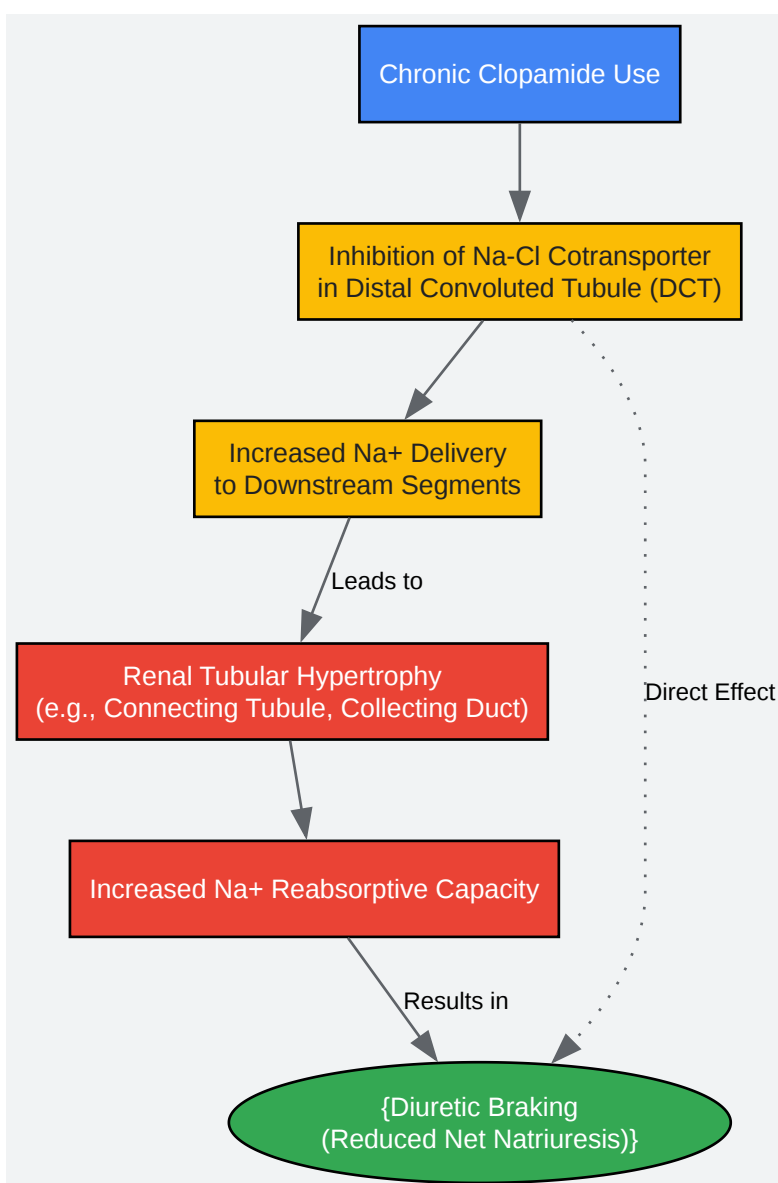 Chronic Clopamide Use
Inhibition of Na-Cl Cotransporter
in Distal Convoluted Tubule (DCT)
Increased Na+ Delivery
to Downstream Segments
Leads to
Renal Tubular Hypertrophy
(e.g., Connecting Tubule, Collecting Duct)
Direct Effect
Increased Na+ Reabsorptive Capacity
Results in
{Diuretic Braking
(Reduced Net Natriuresis)}